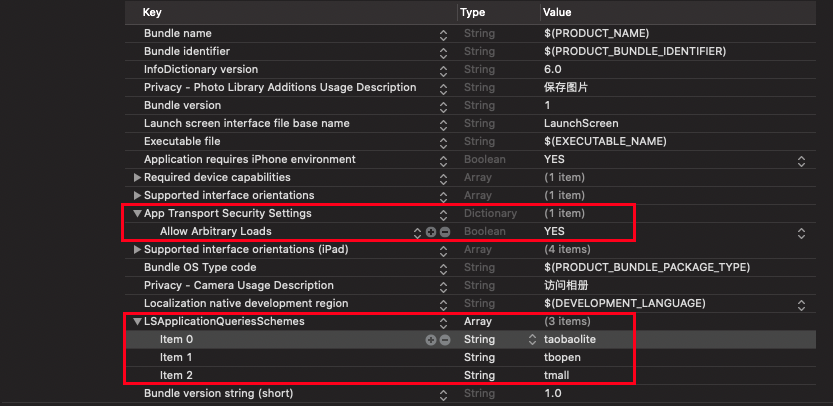 Key Type Value
Bundle name String $(PRODUCT_NAME)
Bundle identifier String $(PRODUCT_BUNDLE_IDENTIFIER)
InfoDictionary version String 6.0
Privacy - Photo Library Additions Usage Description String 保存图片
Bundle version String 1
Launch screen interface file base name String LaunchScreen
Executable file String $(EXECUTABLE_NAME)
Application requires iPhone environment Boolean YES
Required device capabilities Array (1 item)
Supported interface orientations Array (1 item)
App Transport Security Settings Dictionary (1 item)
Allow Arbitrary Loads Boolean YES
Supported interface orientations (iPad) Array (4 items)
Bundle OS Type code String $(PRODUCT_BUNDLE_PACKAGE_TYPE)
Privacy - Camera Usage Description String 访问相册
Localization native development region String $(DEVELOPMENT_LANGUAGE)
LSApplicationQueriesSchemes Array (3 items)
Item 0 String taobaolite
Item 1 String tbopen
Item 2 String tmall
Bundle version string (short) String 1.0